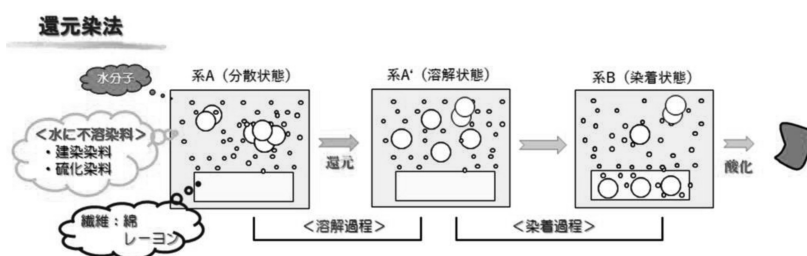 還元染法
水分子
系A（分散状態）
系A'（溶解状態）
系B（染着状態）
＜水に不溶染料＞
・建染染料
・硫化染料
還元
酸化
繊維：綿
レーヨン
＜溶解過程＞
＜染着過程＞